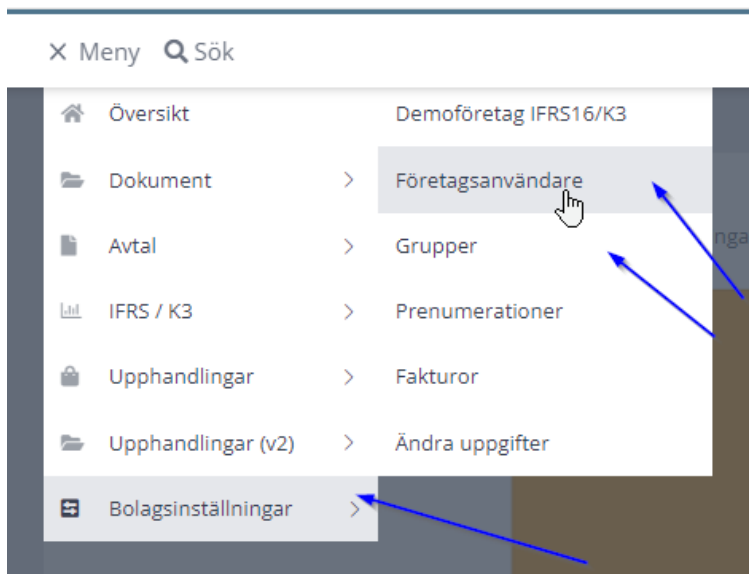 Meny Sök
Översikt
Dokument
Avtal
IFRS / K3
Upphandlingar
Upphandlingar (v2)
Bolagsinställningar
Demoföretag IFRS16/K3
Företagsanvändare
Grupper
Prenumerationer
Fakturor
Ändra uppgifter
nga